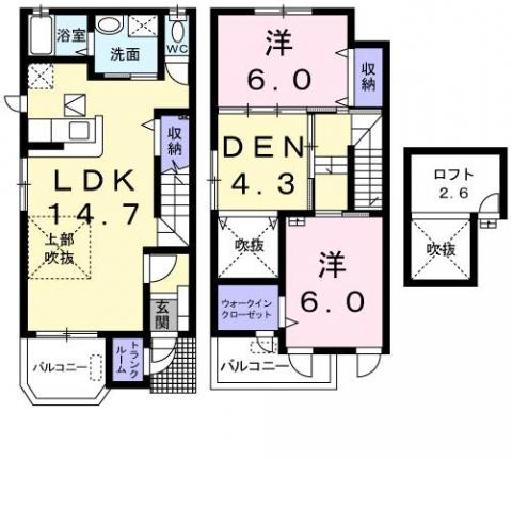 浴室
洗面
WC
収納
LDK
14.7
上部
吹抜
玄関
バルコニー
トランク
ルーム
洋
6.0
収納
DEN
4.3
吹抜
洋
6.0
ウォークイン
クローゼット
バルコニー
ロフト
2.6
吹抜